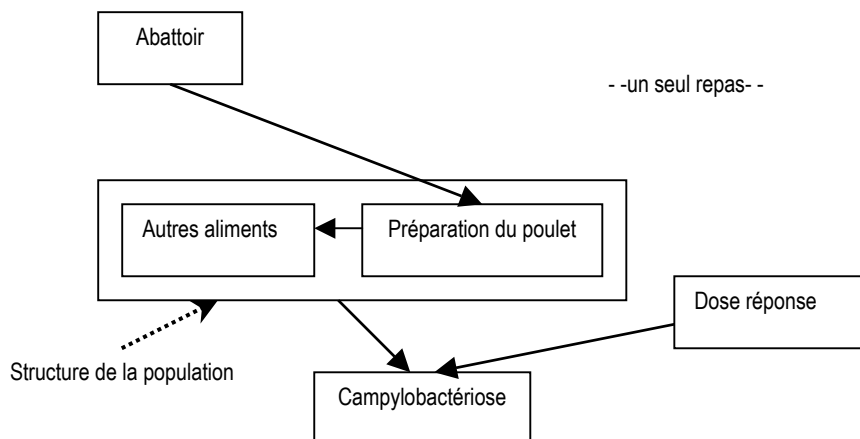 Abattoir
- -un seul repas- -
Autres aliments
Préparation du poulet
Dose réponse
Structure de la population
Campylobactériose